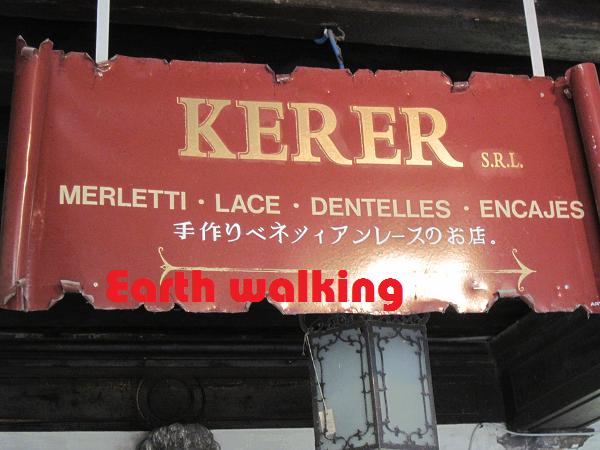 KERER S.R.L.
MERLETTI · LACE · DENTELLES · ENCAJES
手作りベネツィアンレースのお店。
Earth walking